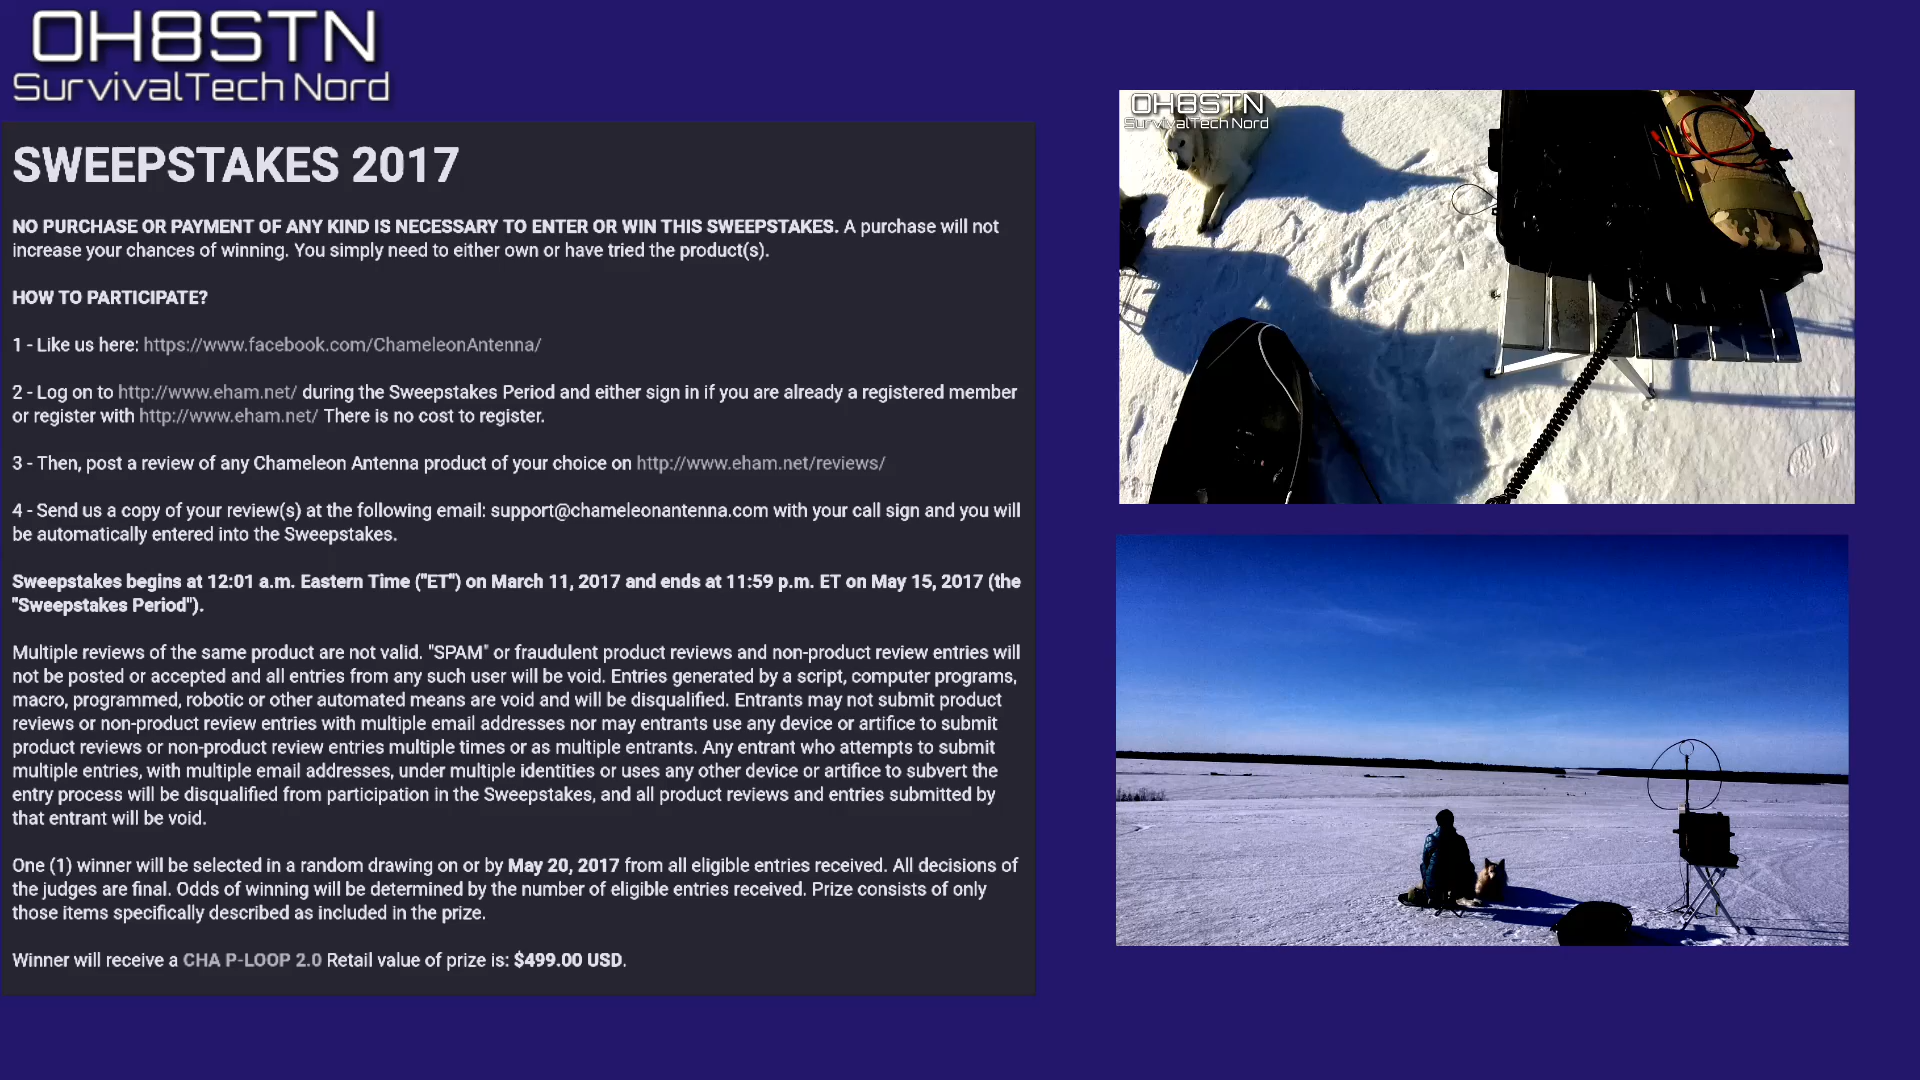 OH8STN
SurvivalTech Nord
SWEEPSTAKES 2017
NO PURCHASE OR PAYMENT OF ANY KIND IS NECESSARY TO ENTER OR WIN THIS SWEEPSTAKES. A purchase will not
increase your chances of winning. You simply need to either own or have tried the product(s).
HOW TO PARTICIPATE?
1 - Like us here: https://www.facebook.com/ChameleonAntenna/
2 - Log on to http://www.eham.net/ during the Sweepstakes Period and either sign in if you are already a registered member
or register with http://www.eham.net/ There is no cost to register.
3 - Then, post a review of any Chameleon Antenna product of your choice on http://www.eham.net/reviews/
4 - Send us a copy of your review(s) at the following email: support@chameleonantenna.com with your call sign and you will
be automatically entered into the Sweepstakes.
Sweepstakes begins at 12:01 a.m. Eastern Time ("ET") on March 11, 2017 and ends at 11:59 p.m. ET on May 15, 2017 (the
"Sweepstakes Period").
Multiple reviews of the same product are not valid. "SPAM" or fraudulent product reviews and non-product review entries will
not be posted or accepted and all entries from any such user will be void. Entries generated by a script, computer programs,
macro, programmed, robotic or other automated means are void and will be disqualified. Entrants may not submit product
reviews or non-product review entries with multiple email addresses nor may entrants use any device or artifice to submit
product reviews or non-product review entries multiple times or as multiple entrants. Any entrant who attempts to submit
multiple entries, with multiple email addresses, under multiple identities or uses any other device or artifice to subvert the
entry process will be disqualified from participation in the Sweepstakes, and all product reviews and entries submitted by
that entrant will be void.
One (1) winner will be selected in a random drawing on or by May 20, 2017 from all eligible entries received. All decisions of
the judges are final. Odds of winning will be determined by the number of eligible entries received. Prize consists of only
those items specifically described as included in the prize.
Winner will receive a CHA P-LOOP 2.0 Retail value of prize is: $499.00 USD.
OH8STN
SurvivalTech Nord